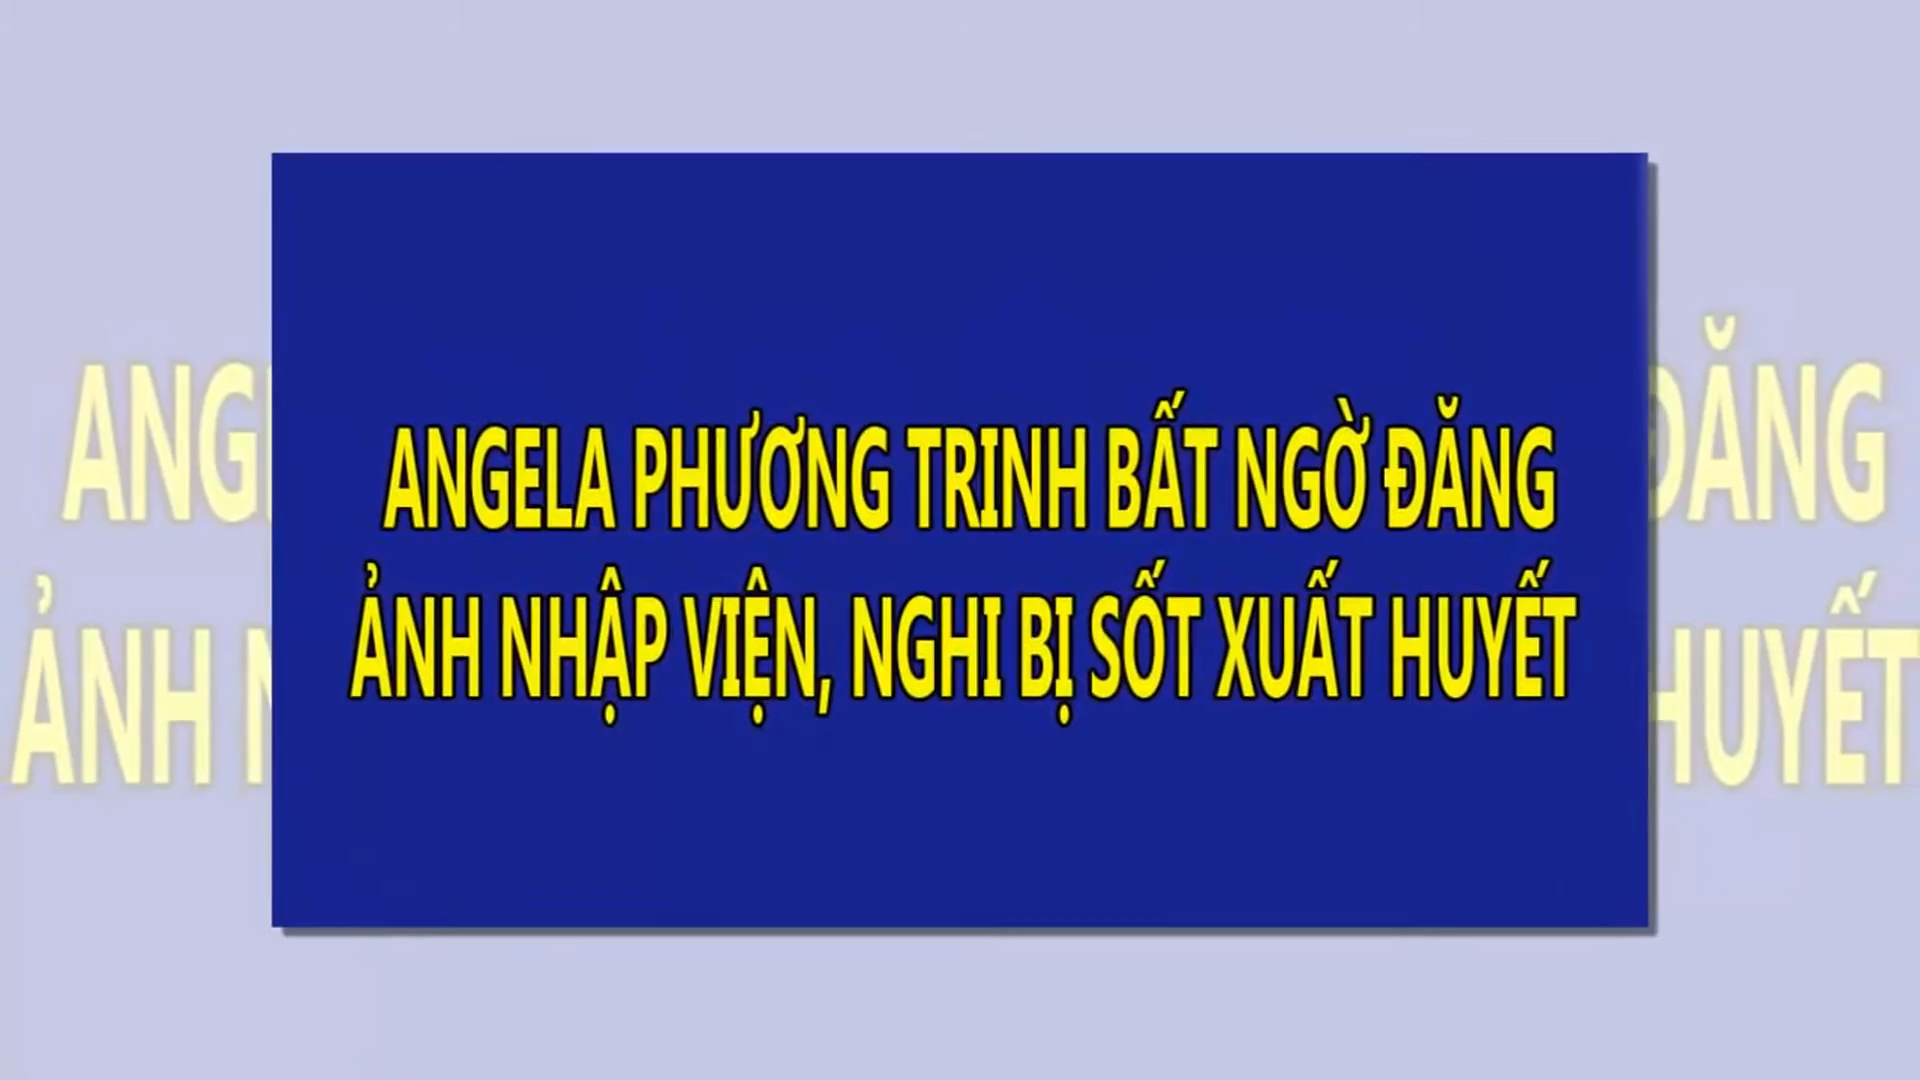 ANGELA PHƯƠNG TRINH BẤT NGỜ ĐĂNG
ẢNH NHẬP VIỆN, NGHI BỊ SỐT XUẤT HUYẾT